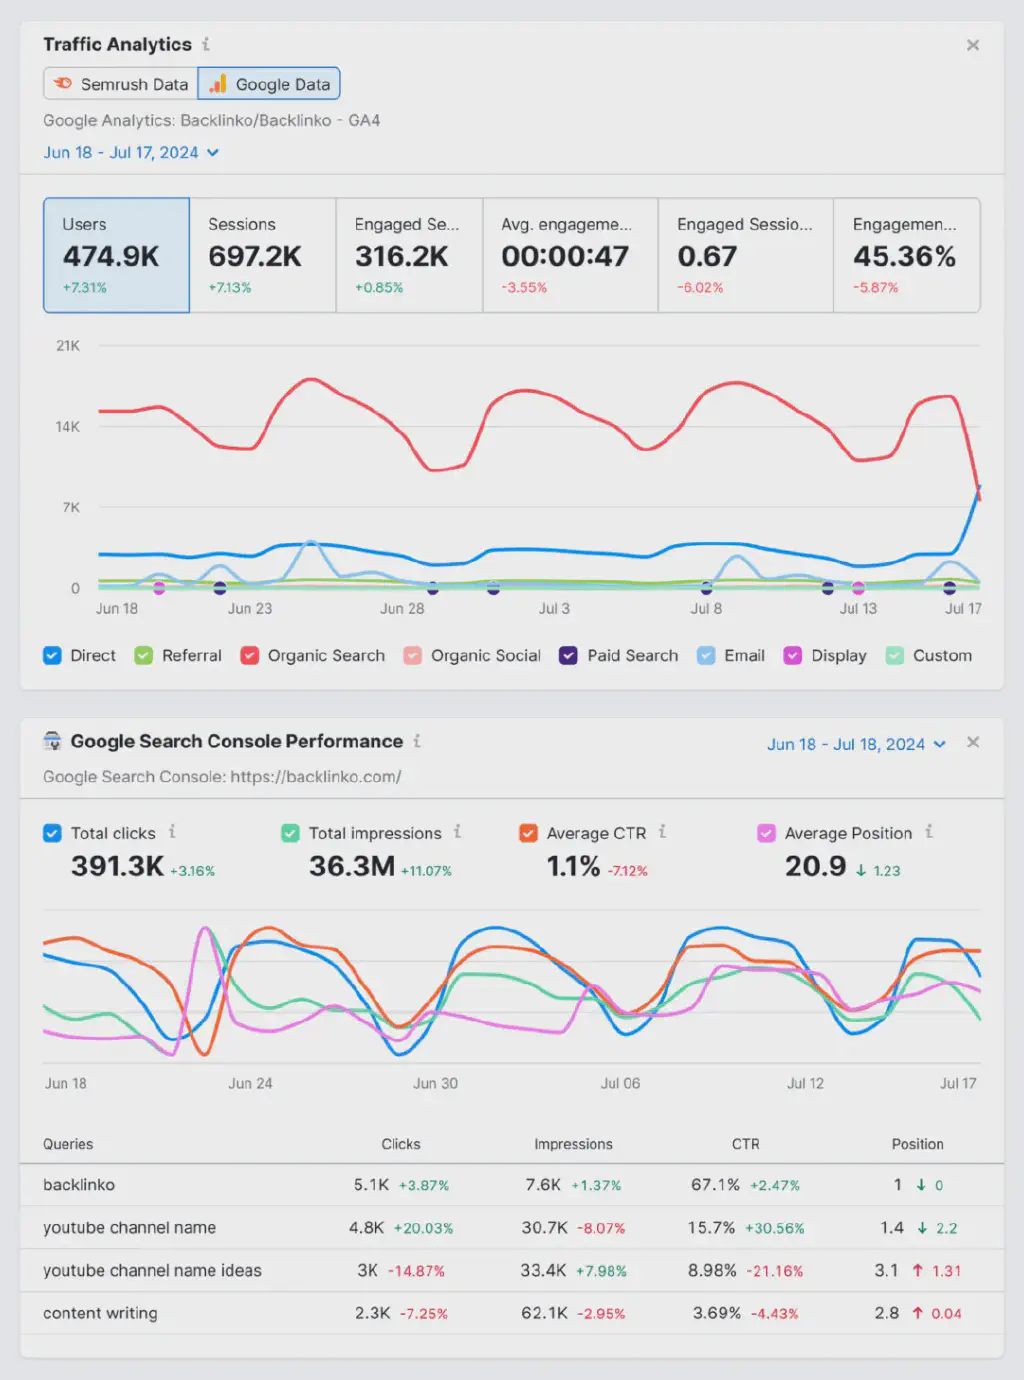 Traffic Analytics i
Semrush Data Google Data
Google Analytics: Backlinko/Backlinko - GA4
Jun 18 - Jul 17, 2024
Users Sessions Engaged Se... Avg. engageme... Engaged Sessio... Engagemen...
474.9K 697.2K 316.2K 00:00:47 0.67 45.36%
+7.31% +7.13% +0.85% -3.55% -6.02% -5.87%
21K
14K
7K
0
Jun 18 Jun 23 Jun 28 Jul 3 Jul 8 Jul 13 Jul 17
Direct Referral Organic Search Organic Social Paid Search Email Display Custom
Google Search Console Performance i Jun 18 - Jul 18, 2024
Google Search Console: https://backlinko.com/
Total clicks i Total impressions i Average CTR i Average Position i
391.3K +3.16% 36.3M +11.07% 1.1% -7.12% 20.9 ↓ 1.23
Jun 18 Jun 24 Jun 30 Jul 06 Jul 12 Jul 17
Queries Clicks Impressions CTR Position
backlinko 5.1K +3.87% 7.6K +1.37% 67.1% +2.47% 1 ↓ 0
youtube channel name 4.8K +20.03% 30.7K -8.07% 15.7% +30.56% 1.4 ↓ 2.2
youtube channel name ideas 3K -14.87% 33.4K +7.98% 8.98% -21.16% 3.1 ↑ 1.31
content writing 2.3K -7.25% 62.1K -2.95% 3.69% -4.43% 2.8 ↑ 0.04